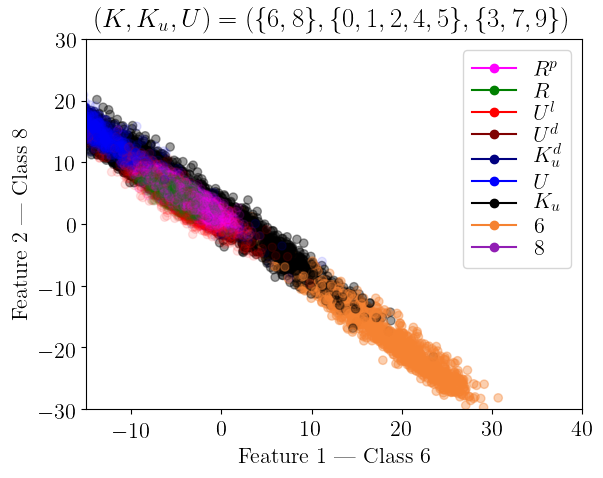 (K, K_u, U) = ({6, 8}, {0, 1, 2, 4, 5}, {3, 7, 9})
30
20
10
0
−10
−20
−30
Feature 2 — Class 8
−10
0
10
20
30
40
Feature 1 — Class 6
R^p
R
U^l
U^d
K_u^d
U
K_u
6
8